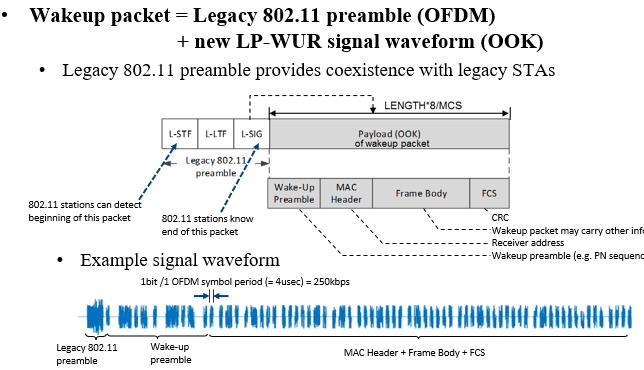 • Wakeup packet = Legacy 802.11 preamble (OFDM)
+ new LP-WUR signal waveform (OOK)
• Legacy 802.11 preamble provides coexistence with legacy STAs
LENGTH*8/MCS
L-STF L-LTF L-SIG Payload (OOK)
of wakeup packet
Legacy 802.11
preamble
Wake-Up
Preamble
MAC
Header
Frame Body
FCS
802.11 stations can detect
beginning of this packet
802.11 stations know
end of this packet
CRC
Wakeup packet may carry other info
Receiver address
Wakeup preamble (e.g. PN sequenc
• Example signal waveform
1bit /1 OFDM symbol period (= 4usec) = 250kbps
Legacy 802.11
preamble
Wake-up
preamble
MAC Header + Frame Body + FCS